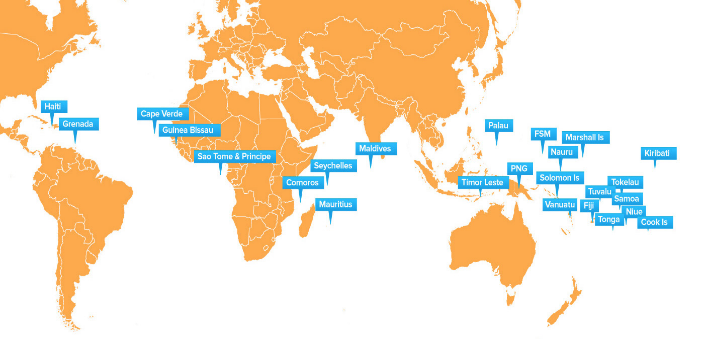 Haiti
Grenada
Cape Verde
Guinea Bissau
Sao Tome & Principe
Maldives
Seychelles
Comoros
Mauritius
Palau
FSM
Marshall Is
Nauru
Kiribati
PNG
Solomon Is
Timor Leste
Tokelau
Tuvalu
Samoa
Vanuatu
Fiji
Niue
Tonga
Cook Is